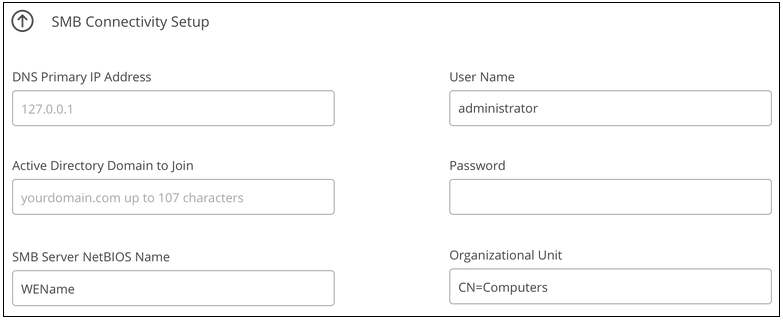 SMB Connectivity Setup
DNS Primary IP Address
127.0.0.1
User Name
administrator
Active Directory Domain to Join
yourdomain.com up to 107 characters
Password
SMB Server NetBIOS Name
WEName
Organizational Unit
CN=Computers